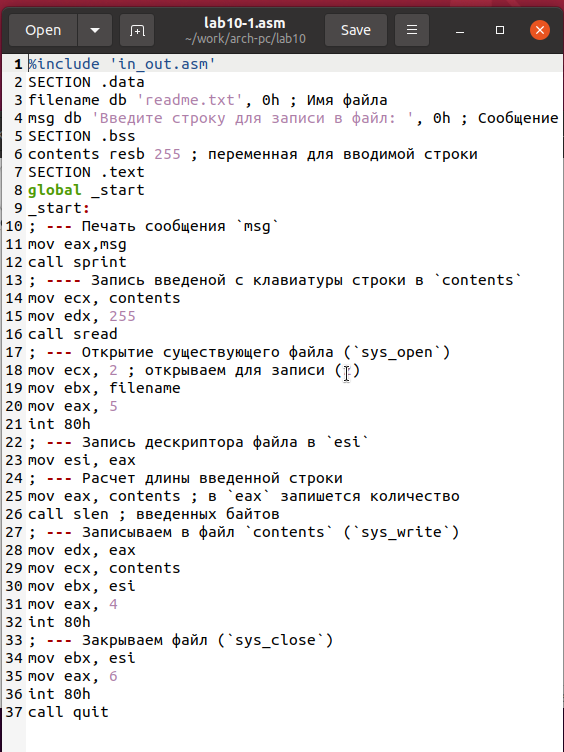 Open
lab10-1.asm
~/work/arch-pc/lab10
Save
1 %include 'in_out.asm'
2 SECTION .data
3 filename db 'readme.txt', 0h ; Имя файла
4 msg db 'Введите строку для записи в файл: ', 0h ; Сообщение
5 SECTION .bss
6 contents resb 255 ; переменная для вводимой строки
7 SECTION .text
8 global _start
9 _start:
10 ; --- Печать сообщения `msg`
11 mov eax,msg
12 call sprint
13 ; ---- Запись введеной с клавиатуры строки в `contents`
14 mov ecx, contents
15 mov edx, 255
16 call sread
17 ; --- Открытие существующего файла (`sys_open`)
18 mov ecx, 2 ; открываем для записи ( )
19 mov ebx, filename
20 mov eax, 5
21 int 80h
22 ; --- Запись дескриптора файла в `esi`
23 mov esi, eax
24 ; --- Расчет длины введенной строки
25 mov eax, contents ; в `eax` запишется количество
26 call slen ; введенных байтов
27 ; --- Записываем в файл `contents` (`sys_write`)
28 mov edx, eax
29 mov ecx, contents
30 mov ebx, esi
31 mov eax, 4
32 int 80h
33 ; --- Закрываем файл (`sys_close`)
34 mov ebx, esi
35 mov eax, 6
36 int 80h
37 call quit